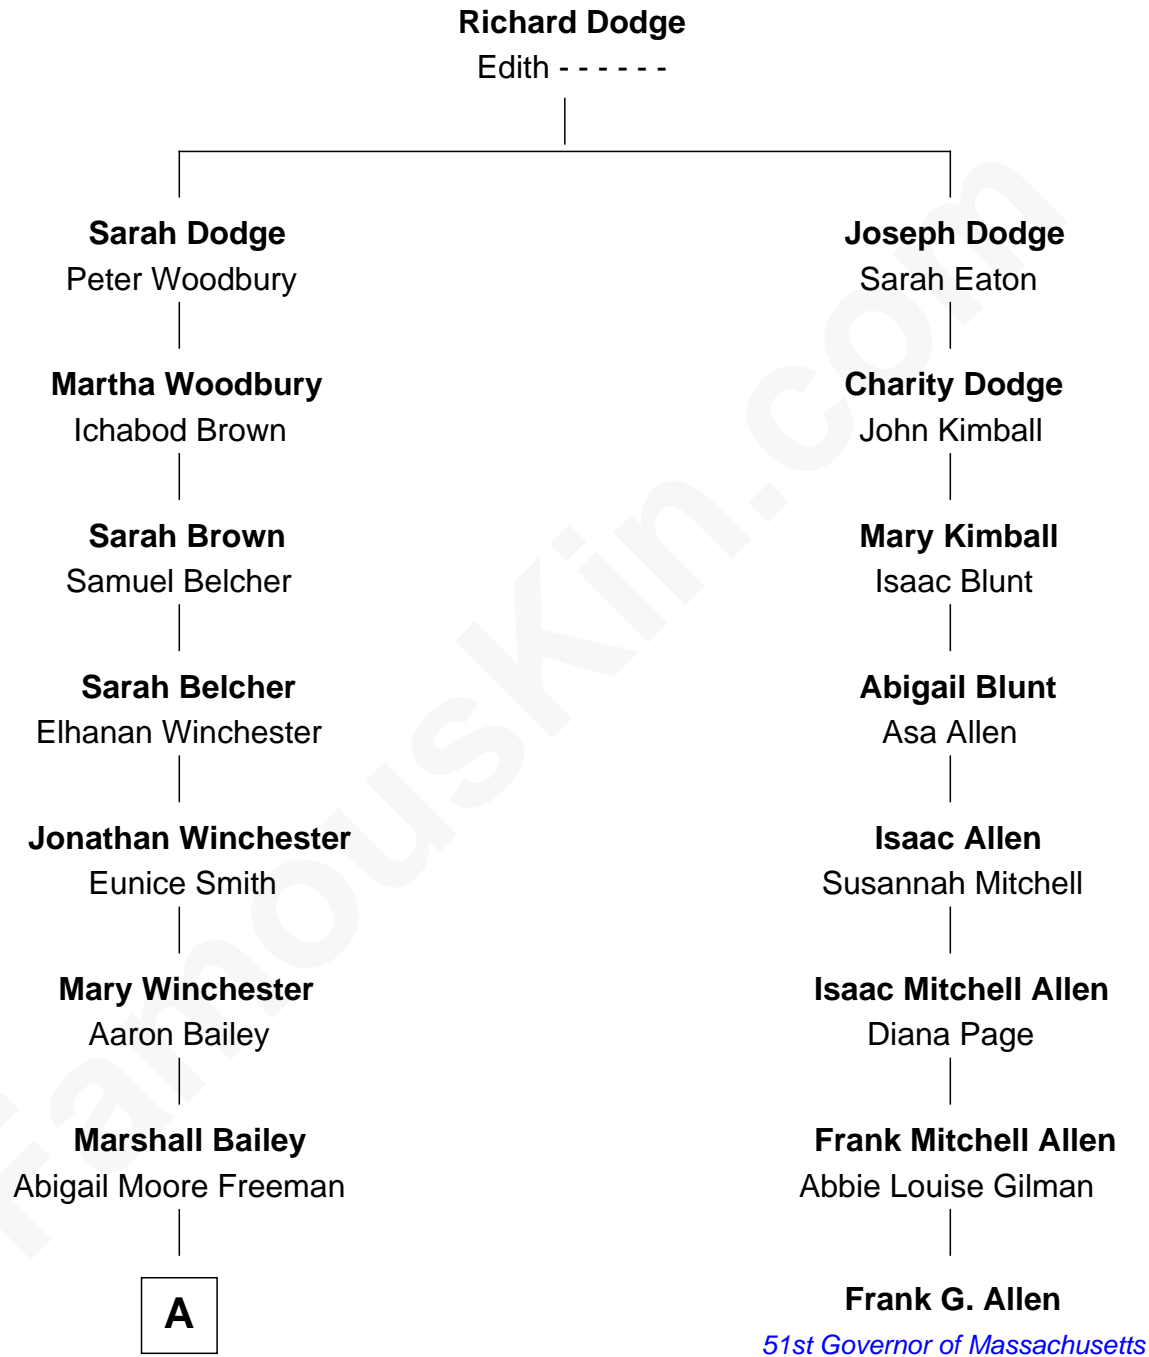 Richard Dodge
Edith - - - - - -
Sarah Dodge
Peter Woodbury
Joseph Dodge
Sarah Eaton
Martha Woodbury
Ichabod Brown
Charity Dodge
John Kimball
Sarah Brown
Samuel Belcher
Mary Kimball
Isaac Blunt
Sarah Belcher
Elhanan Winchester
Abigail Blunt
Asa Allen
Jonathan Winchester
Eunice Smith
Isaac Allen
Susannah Mitchell
Mary Winchester
Aaron Bailey
Isaac Mitchell Allen
Diana Page
Marshall Bailey
Abigail Moore Freeman
Frank Mitchell Allen
Abbie Louise Gilman
A
Frank G. Allen
51st Governor of Massachusetts
FamousKin.com